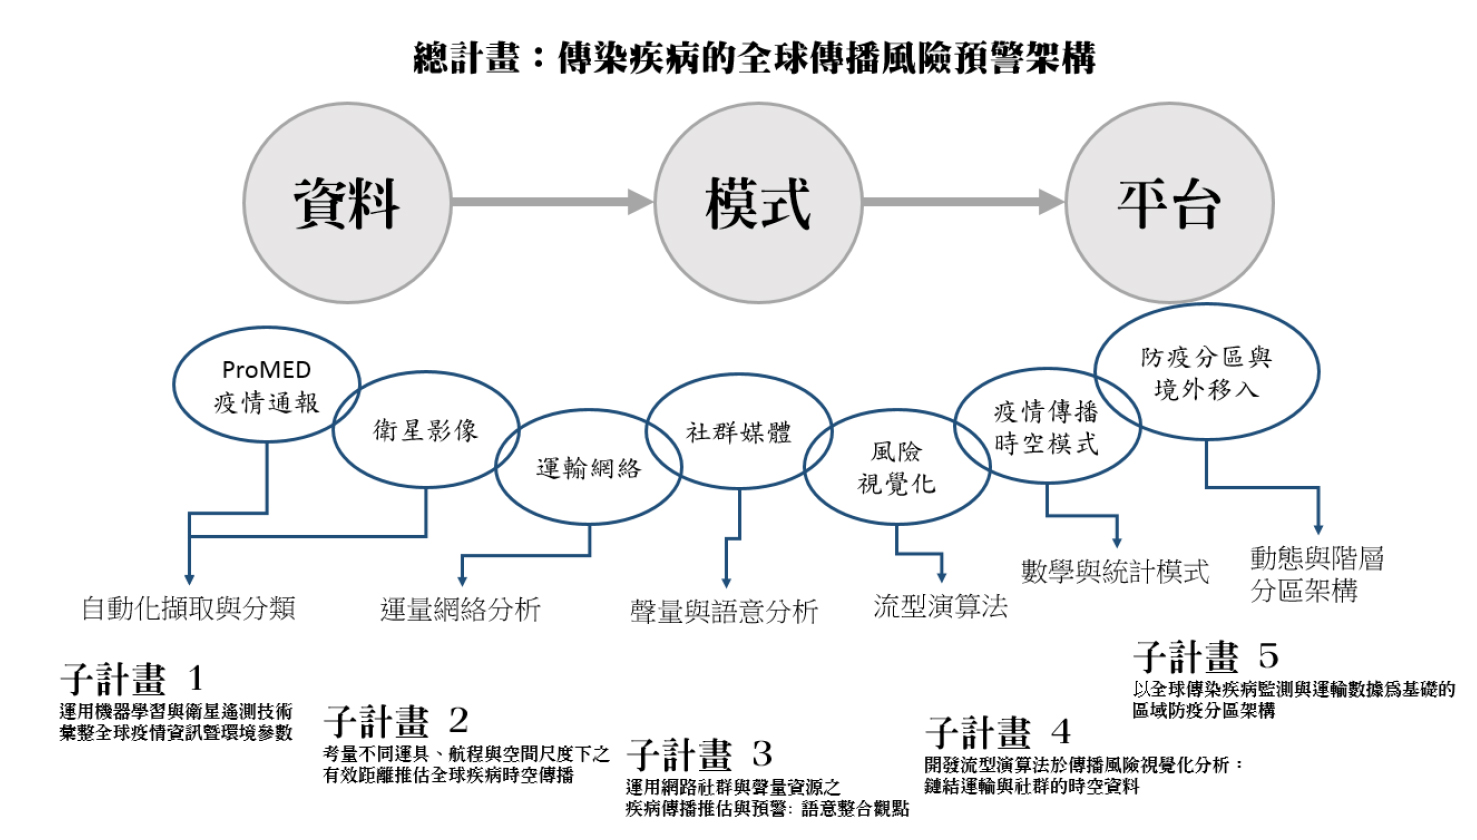 總計畫：傳染疾病的全球傳播風險預警架構
資料
模式
平台
ProMED
疫情通報
衛星影像
運輸網絡
社群媒體
風險
視覺化
疫情傳播
時空模式
防疫分區與
境外移入
自動化擷取與分類
運量網絡分析
聲量與語意分析
流型演算法
數學與統計模式
動態與階層
分區架構
子計畫 1
運用機器學習與衛星遙測技術
彙整全球疫情資訊暨環境參數
子計畫 2
考量不同運具、航程與空間尺度下之
有效距離推估全球疾病時空傳播
子計畫 3
運用網路社群與聲量資源之
疾病傳播推估與預警: 語意整合觀點
子計畫 4
開發流型演算法於傳播風險視覺化分析：
鏈結運輸與社群的時空資料
子計畫 5
以全球傳染疾病監測與運輸數據為基礎的
區域防疫分區架構